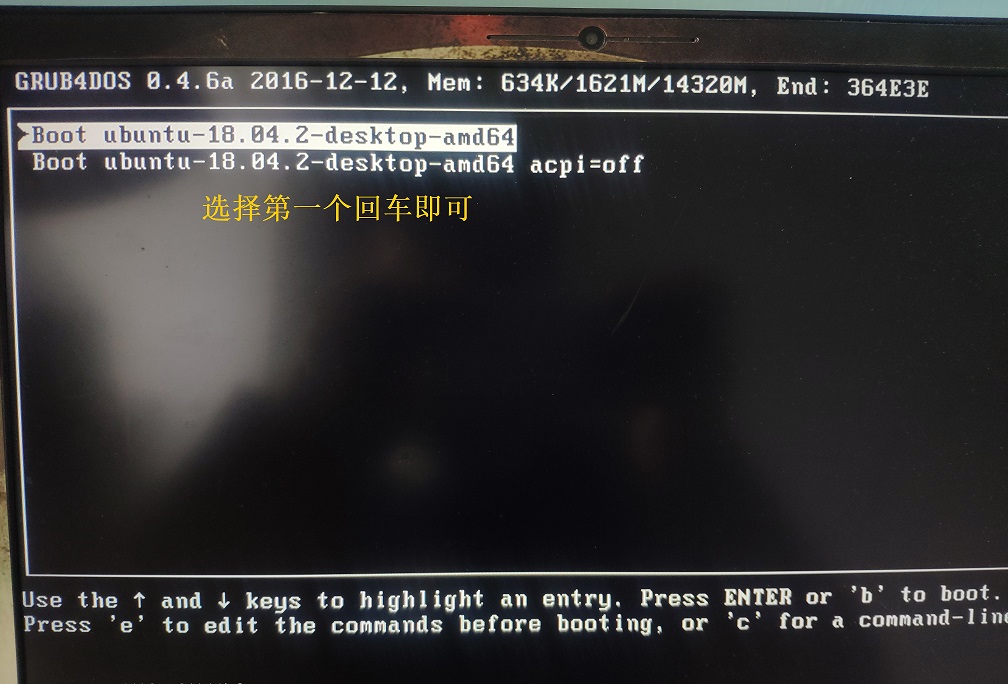 GRUB4DOS 0.4.6a 2016-12-12, Mem: 634K/1621M/14320M, End: 364E3E
Boot ubuntu-18.04.2-desktop-amd64
Boot ubuntu-18.04.2-desktop-amd64 acpi=off
选择第一个回车即可
Use the ↑ and ↓ keys to highlight an entry. Press ENTER or 'b' to boot.
Press 'e' to edit the commands before booting, or 'c' for a command-line